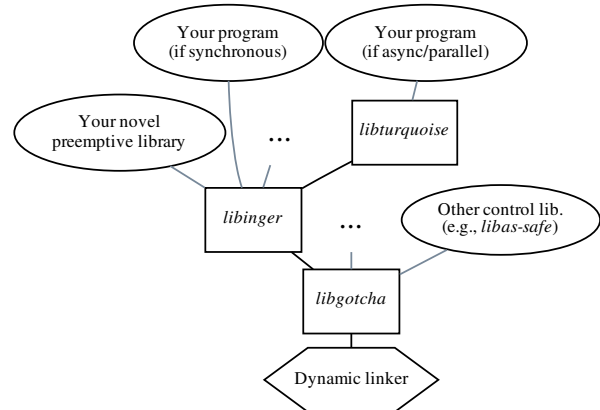 Your program
(if synchronous)
Your program
(if async/parallel)
Your novel
preemptive library
...
libturquoise
libinger
...
Other control lib.
(e.g., libas-safe)
libgotcha
Dynamic linker